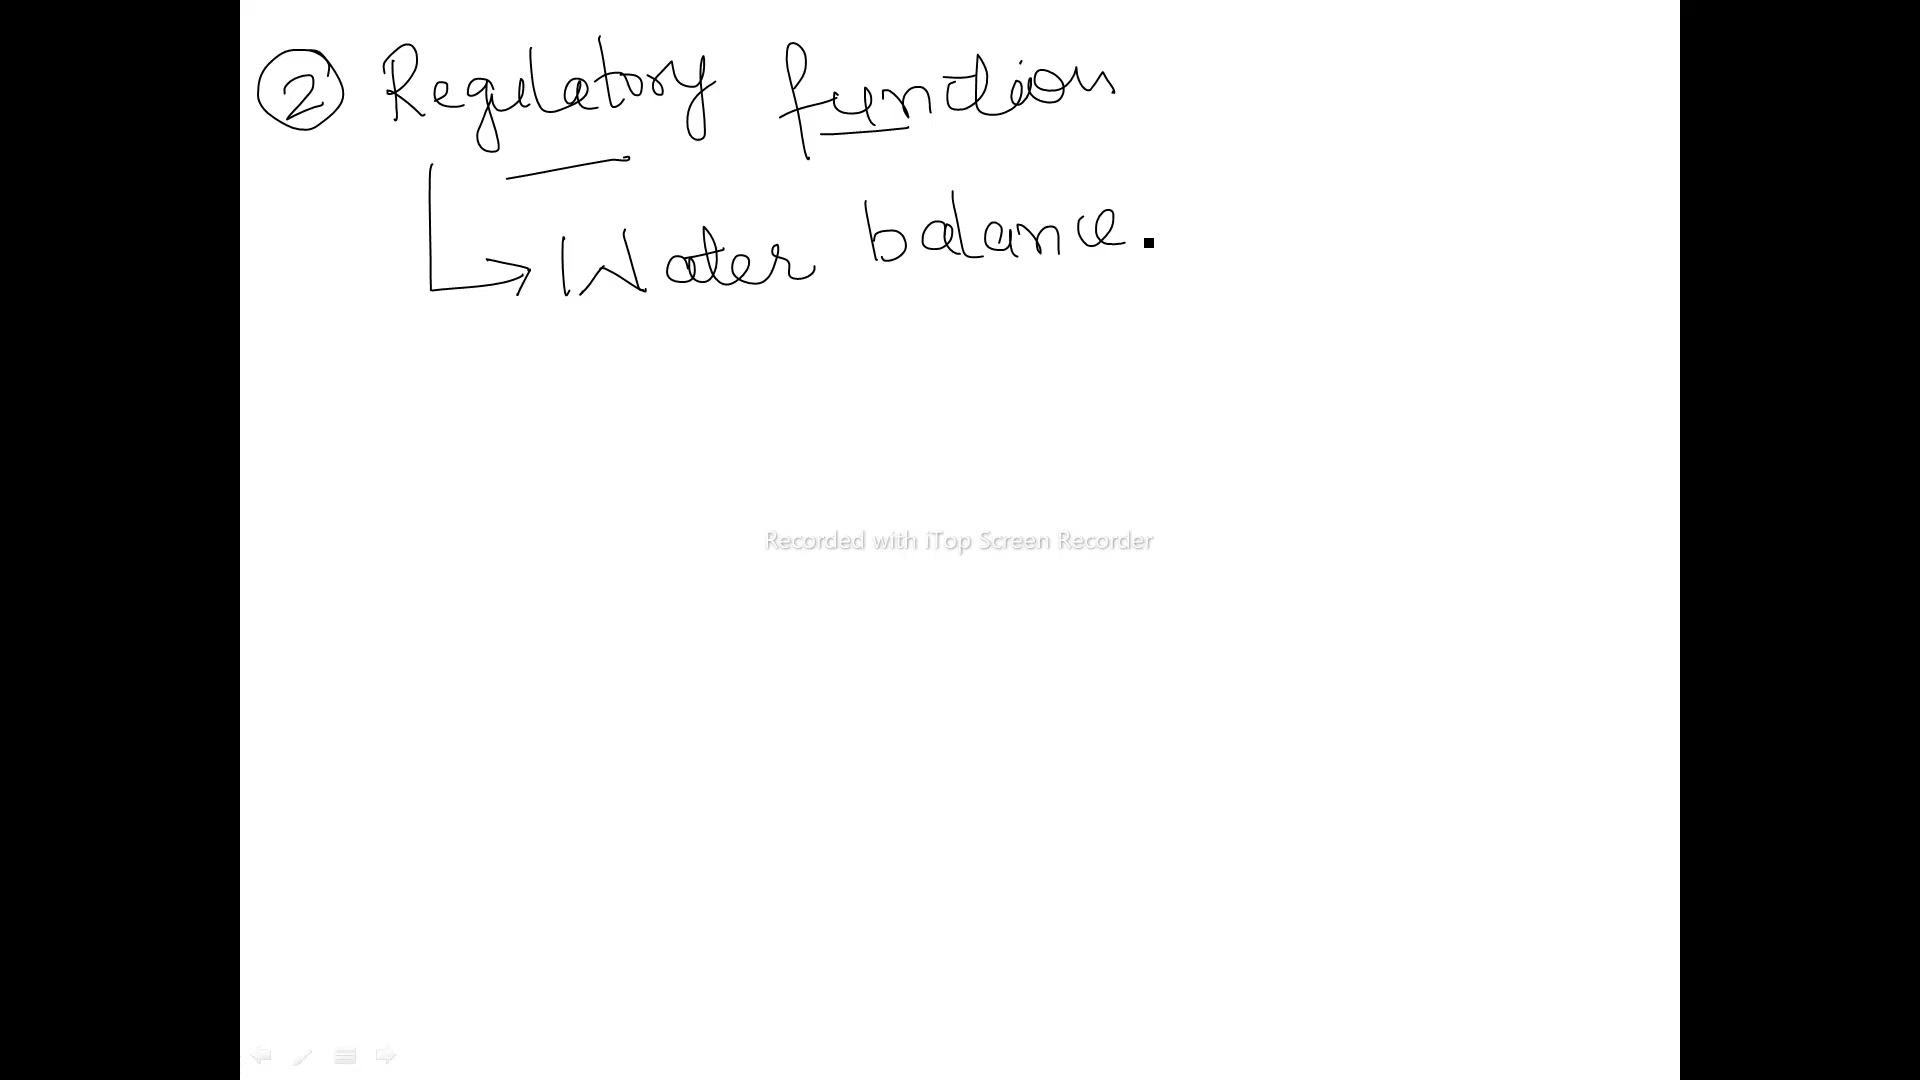 ② Regulatory function
↳ Water balance.
Recorded with iTop Screen Recorder